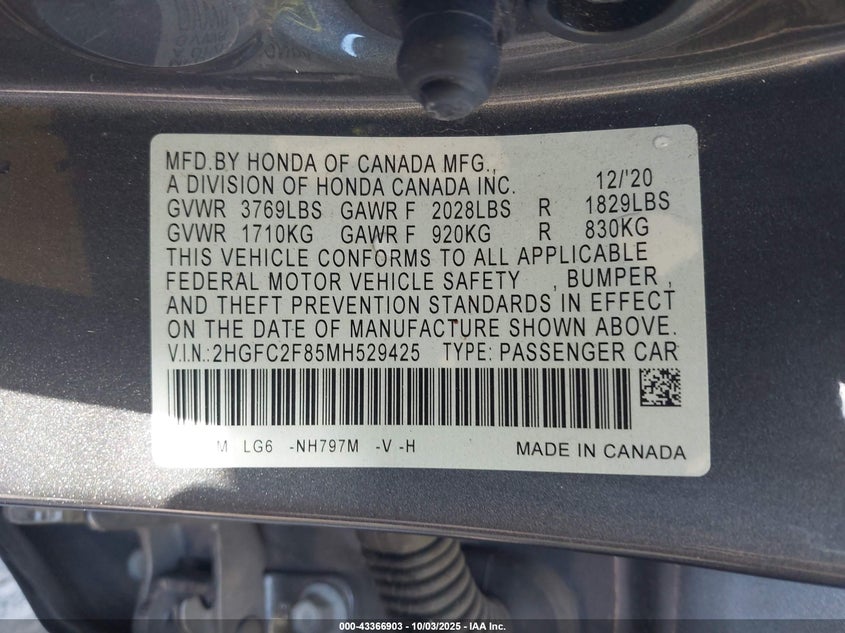 MFD.BY HONDA OF CANADA MFG.,
A DIVISION OF HONDA CANADA INC. 12/'20
GVWR 3769LBS GAWR F 2028LBS R 1829LBS
GVWR 1710KG GAWR F 920KG R 830KG
THIS VEHICLE CONFORMS TO ALL APPLICABLE
FEDERAL MOTOR VEHICLE SAFETY , BUMPER ,
AND THEFT PREVENTION STANDARDS IN EFFECT
ON THE DATE OF MANUFACTURE SHOWN ABOVE.
V.I.N.:2HGFC2F85MH529425 TYPE: PASSENGER CAR
M LG6 -NH797M -V -H MADE IN CANADA
000-43366903 - 10/03/2025 - IAA Inc.